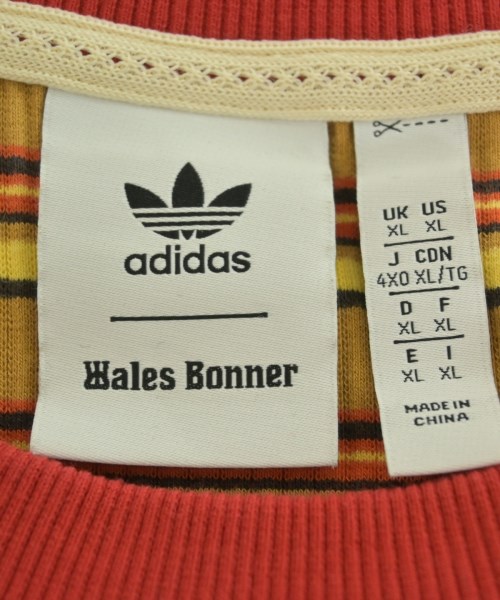 adidas
Wales Bonner
UK US
XL XL
J CDN
4XO XL/TG
D F
XL XL
E I
XL XL
MADE IN
CHINA